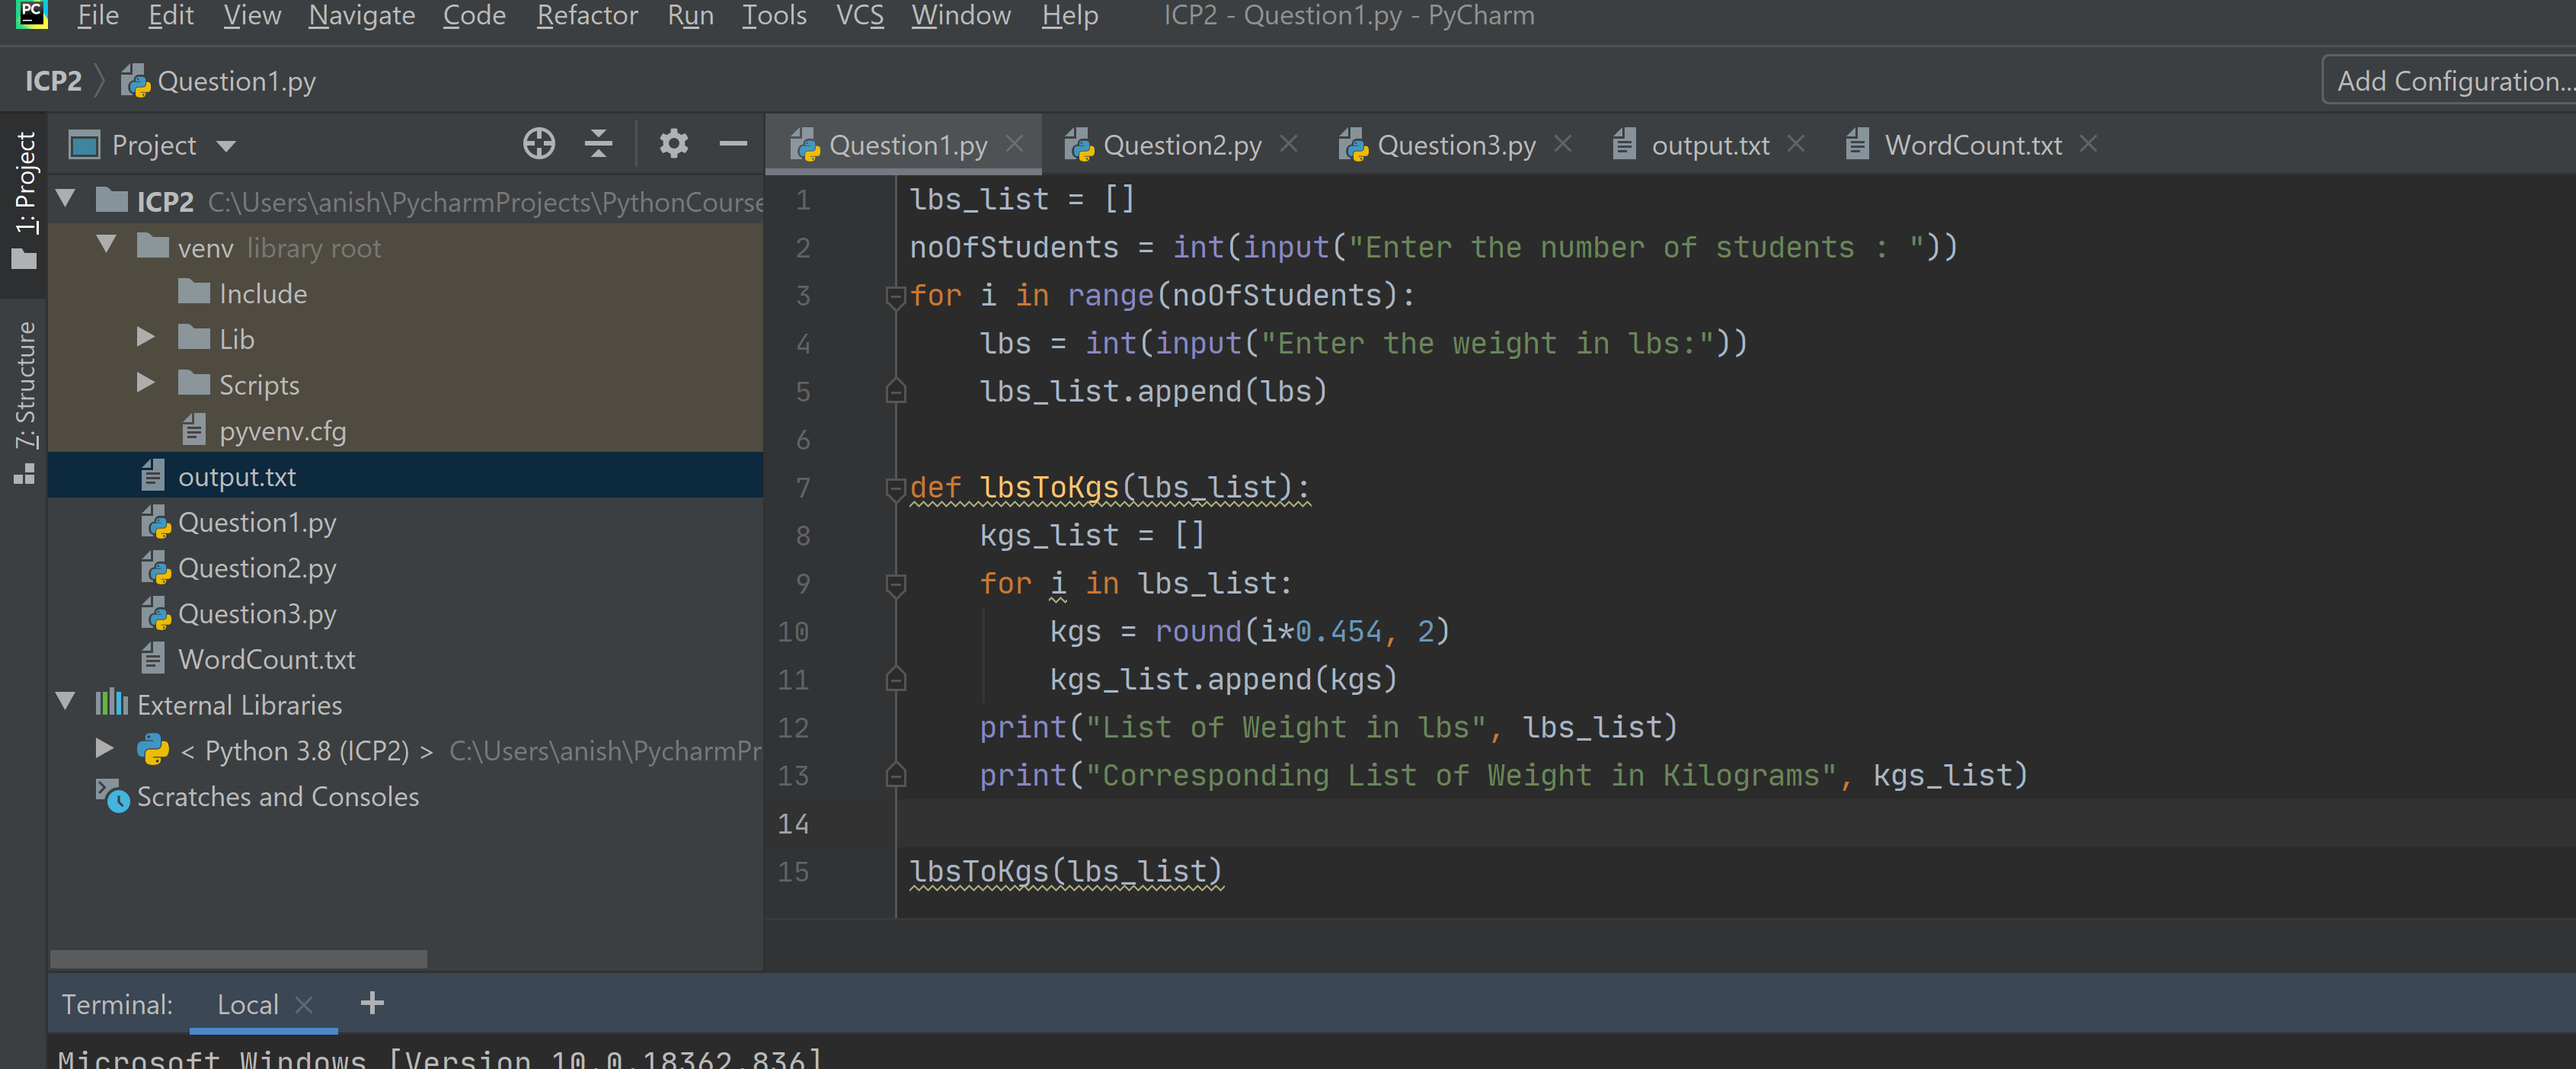 PC File Edit View Navigate Code Refactor Run Tools VCS Window Help ICP2 - Question1.py - PyCharm
ICP2 Question1.py Add Configuration...
1: Project
7: Structure
Project
ICP2 C:\Users\anish\PycharmProjects\PythonCourse
venv library root
Include
Lib
Scripts
pyvenv.cfg
output.txt
Question1.py
Question2.py
Question3.py
WordCount.txt
External Libraries
< Python 3.8 (ICP2) > C:\Users\anish\PycharmPr
Scratches and Consoles
Question1.py Question2.py Question3.py output.txt WordCount.txt
1 lbs_list = []
2 noOfStudents = int(input("Enter the number of students : "))
3 for i in range(noOfStudents):
4     lbs = int(input("Enter the weight in lbs:"))
5     lbs_list.append(lbs)
6
7 def lbsToKgs(lbs_list):
8     kgs_list = []
9     for i in lbs_list:
10         kgs = round(i*0.454, 2)
11         kgs_list.append(kgs)
12     print("List of Weight in lbs", lbs_list)
13     print("Corresponding List of Weight in Kilograms", kgs_list)
14
15 lbsToKgs(lbs_list)
Terminal: Local
Microsoft Windows [Version 10.0.18362.836]